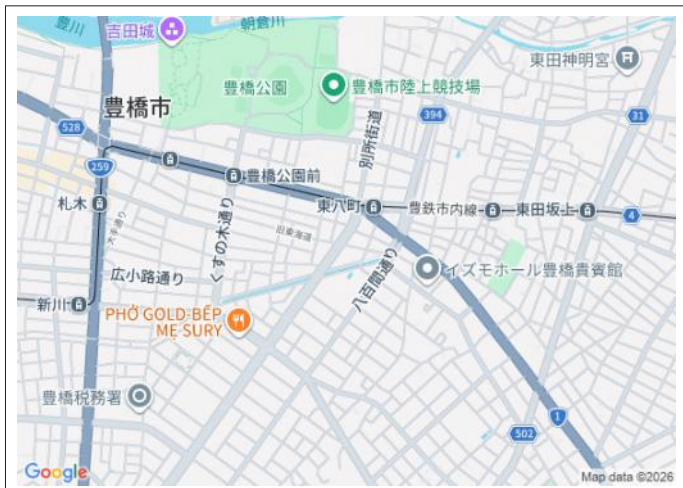 豊川
吉田城
朝倉川
東田神明宮
豊橋公園
豊橋市陸上競技場
豊橋市
394
31
528
別所街道
259
豊橋公園前
札木
東八町
豊鉄市内線
東田坂上
4
大手通り
くすの木通り
旧東海道
広小路通り
八百間通り
イズモホール豊橋貴賓館
新川
PHỞ GOLD-BẾP
MẸ SURY
豊橋税務署
1
502
Google
Map data ©2026